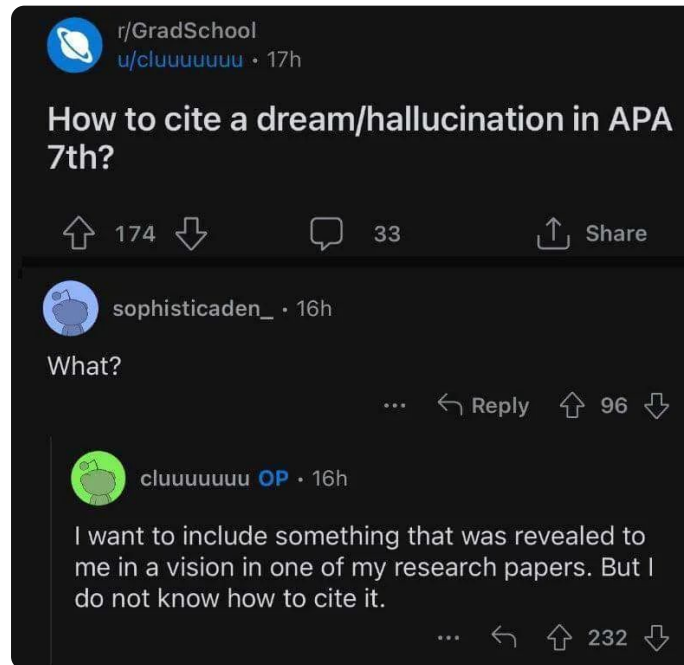 r/GradSchool
u/cluuuuuuu • 17h
How to cite a dream/hallucination in APA
7th?
174 33 Share
sophisticaden_ • 16h
What?
... Reply 96
cluuuuuuu OP • 16h
I want to include something that was revealed to
me in a vision in one of my research papers. But I
do not know how to cite it.
... 232